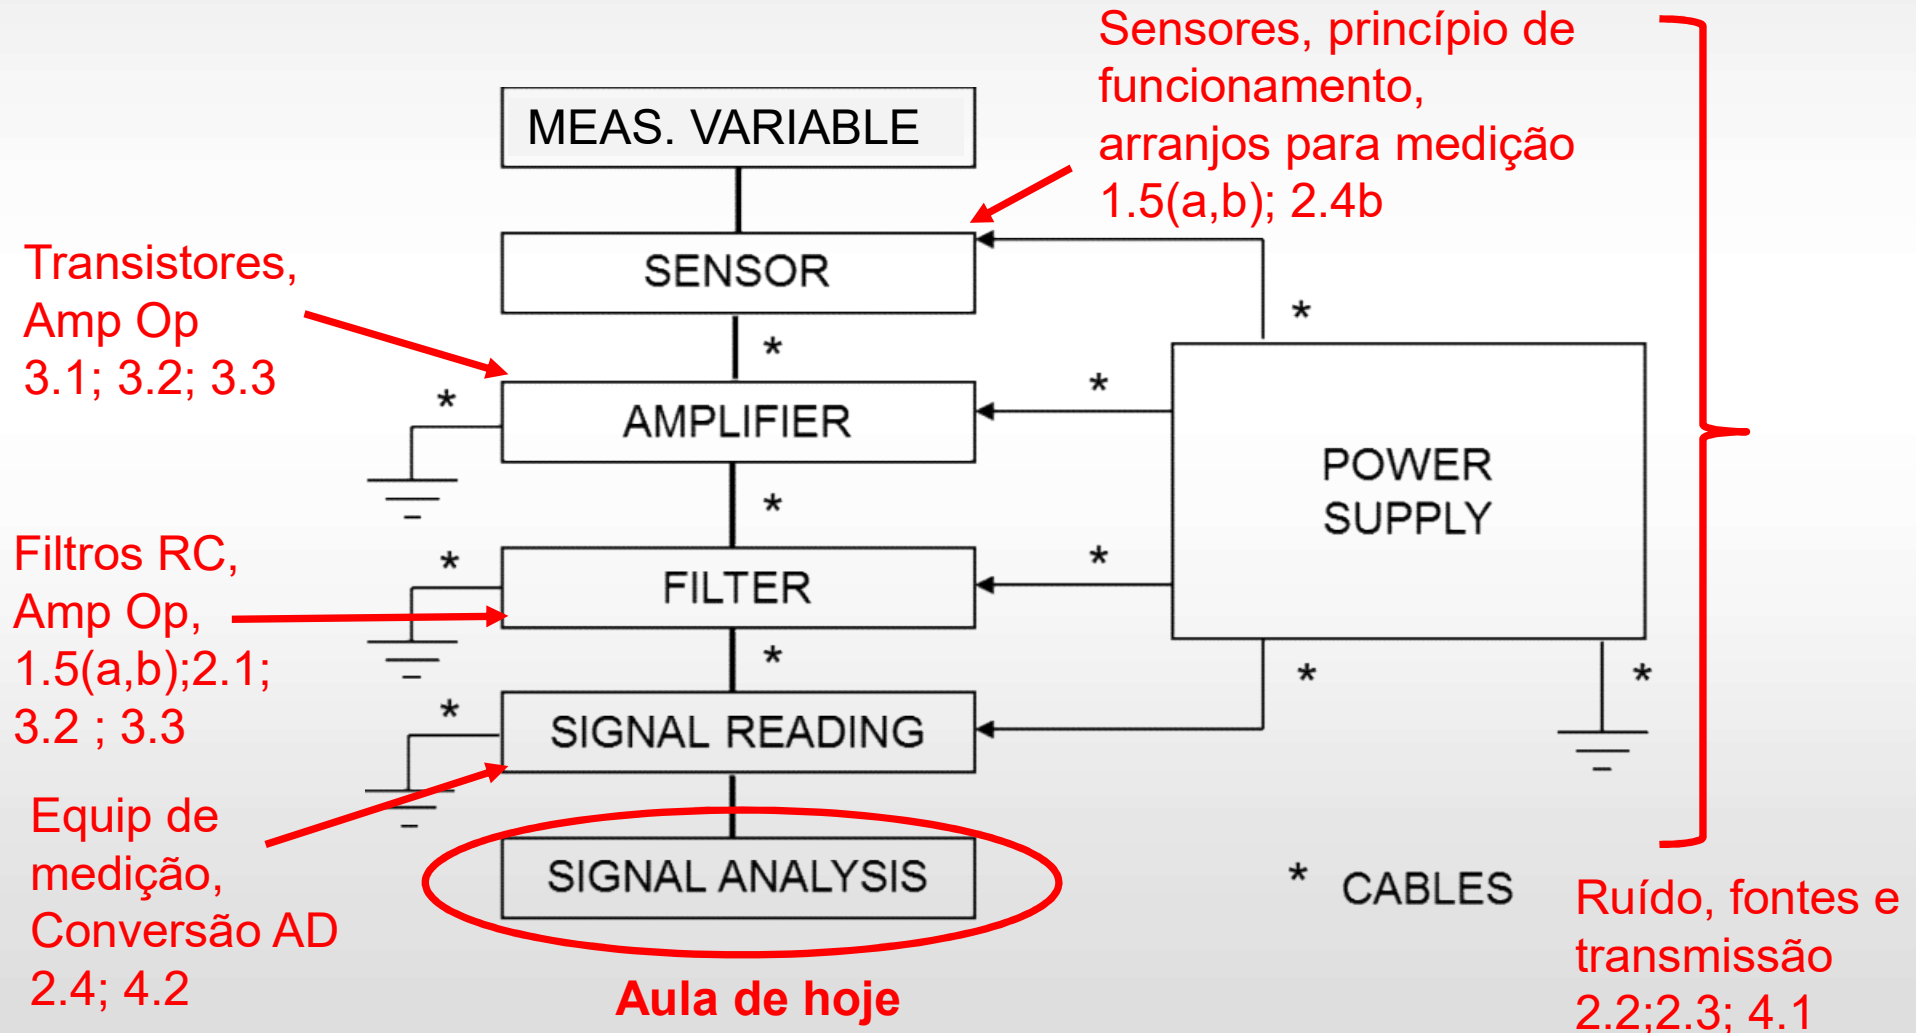 Sensores, princípio de
funcionamento,
arranjos para medição
1.5(a,b); 2.4b
MEAS. VARIABLE
Transistores,
Amp Op
3.1; 3.2; 3.3
SENSOR
*
*
*
AMPLIFIER
*
POWER
SUPPLY
*
Filtros RC,
Amp Op,
1.5(a,b);2.1;
3.2 ; 3.3
*
FILTER
*
*
*
*
*
SIGNAL READING
Equip de
medição,
Conversão AD
2.4; 4.2
SIGNAL ANALYSIS
* CABLES
Aula de hoje
Ruído, fontes e
transmissão
2.2;2.3; 4.1